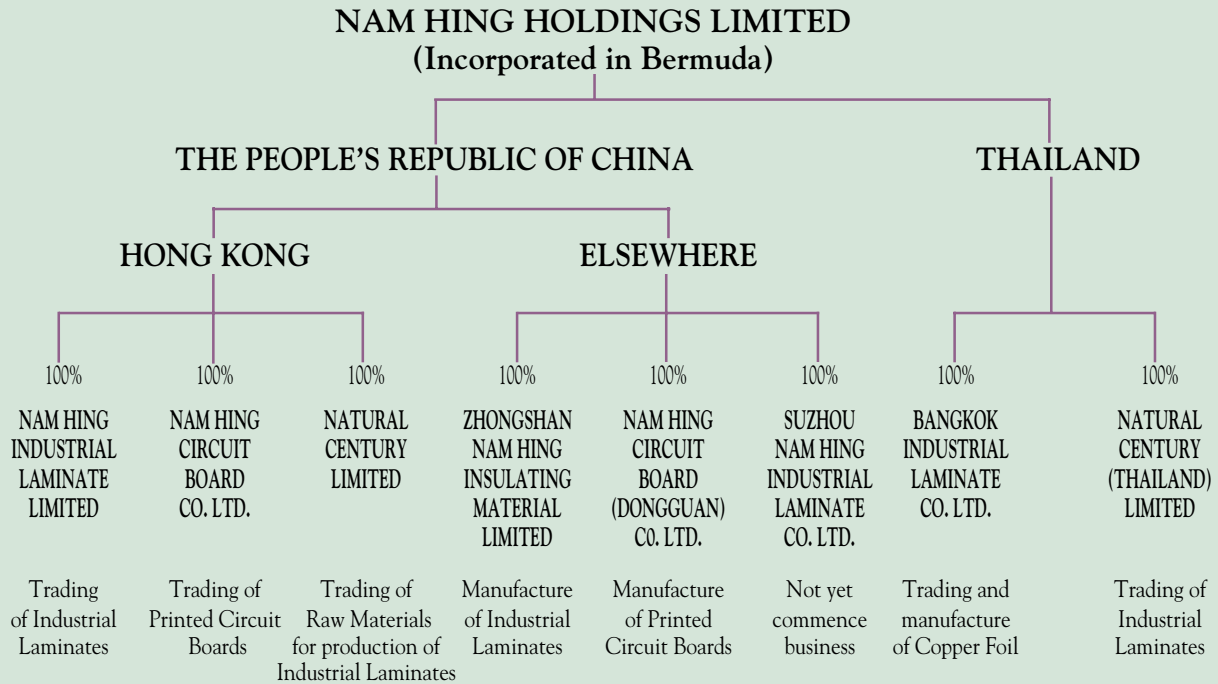 NAM HING HOLDINGS LIMITED
(Incorporated in Bermuda)
THE PEOPLE'S REPUBLIC OF CHINA
THAILAND
HONG KONG
ELSEWHERE
100%
NAM HING
INDUSTRIAL
LAMINATE
LIMITED
Trading
of Industrial
Laminates
100%
NAM HING
CIRCUIT
BOARD
CO. LTD.
Trading of
Printed Circuit
Boards
100%
NATURAL
CENTURY
LIMITED
Trading of
Raw Materials
for production of
Industrial Laminates
100%
ZHONGSHAN
NAM HING
INSULATING
MATERIAL
LIMITED
Manufacture
of Industrial
Laminates
100%
NAM HING
CIRCUIT
BOARD
(DONGGUAN)
CO. LTD.
Manufacture
of Printed
Circuit Boards
100%
SUZHOU
NAM HING
INDUSTRIAL
LAMINATE
CO. LTD.
Not yet
commence
business
100%
BANGKOK
INDUSTRIAL
LAMINATE
CO. LTD.
Trading and
manufacture
of Copper Foil
100%
NATURAL
CENTURY
(THAILAND)
LIMITED
Trading of
Industrial
Laminates